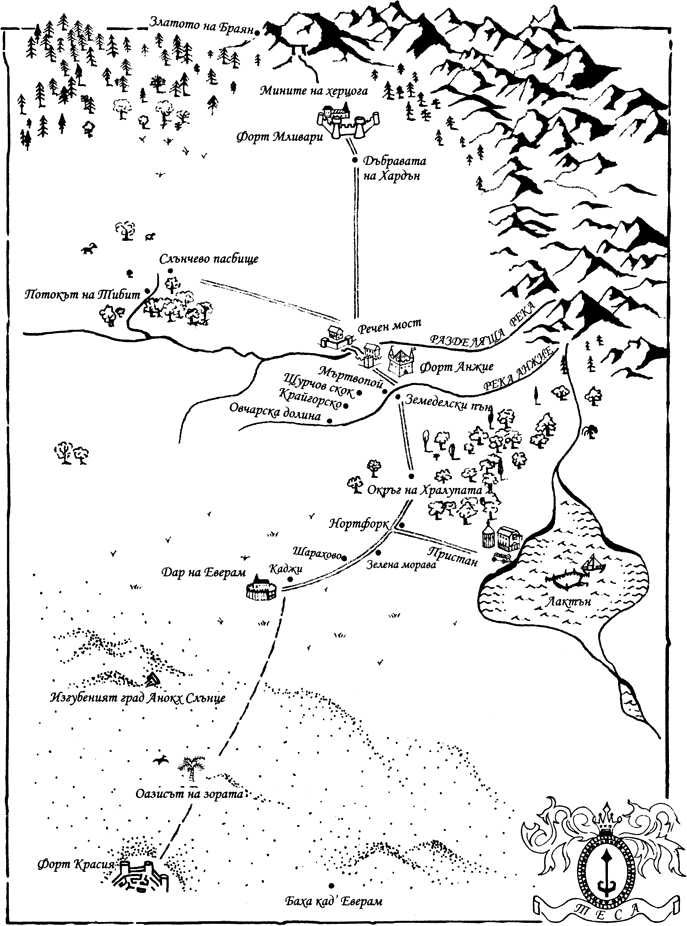 Златото на Браян
Мините на херцога
Форт Мливари
Дъбравата
на Хардън
Слънчево пасбище
Потокът на Тибит
Речен мост
РАЗДЕЛЯЩА РЕКА
Форт Анжие
РЕКА АНЖИЕ
Мъртвопой
Щурчов скок
Крайгорско
Овчарска долина
Земеделски пън
Окръг на Хралупата
Нортфорк
Пристан
Шарахово
Зелена морава
Каджи
Дар на Еверам
Лактън
Изгубеният град Анокх Слънце
Оазисът на зората
Форт Красия
Баха кад' Еверам
ТЕСА